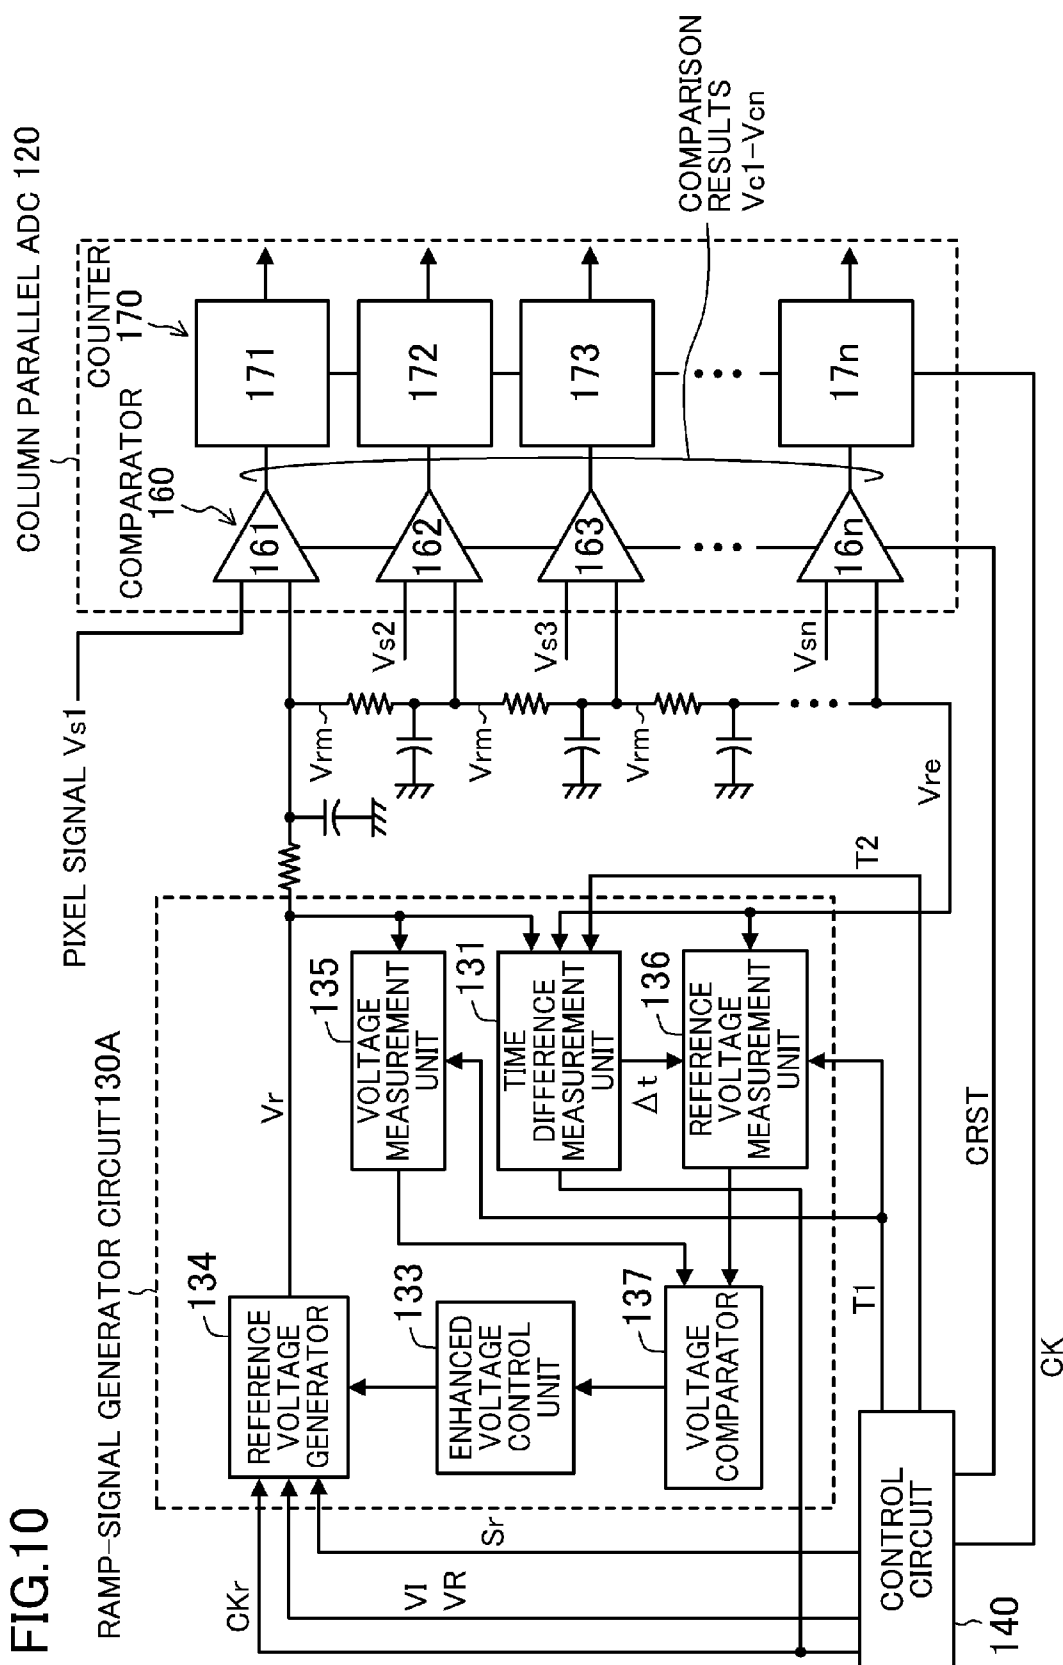 FIG.10
RAMP-SIGNAL GENERATOR CIRCUIT130A
PIXEL SIGNAL Vs1
COLUMN PARALLEL ADC 120
COMPARATOR
160
COUNTER
170
161
171
162
172
163
173
16n
17n
COMPARISON
RESULTS
Vc1-Vcn
Vs2
Vs3
Vsn
Vrm
Vrm
Vrm
Vre
Vr
134
REFERENCE
VOLTAGE
GENERATOR
133
ENHANCED
VOLTAGE
CONTROL
UNIT
137
VOLTAGE
COMPARATOR
135
VOLTAGE
MEASUREMENT
UNIT
131
TIME
DIFFERENCE
MEASUREMENT
UNIT
Δt
136
REFERENCE
VOLTAGE
MEASUREMENT
UNIT
T2
T1
CRST
CK
CKr
VI
VR
Sr
CONTROL
CIRCUIT
140